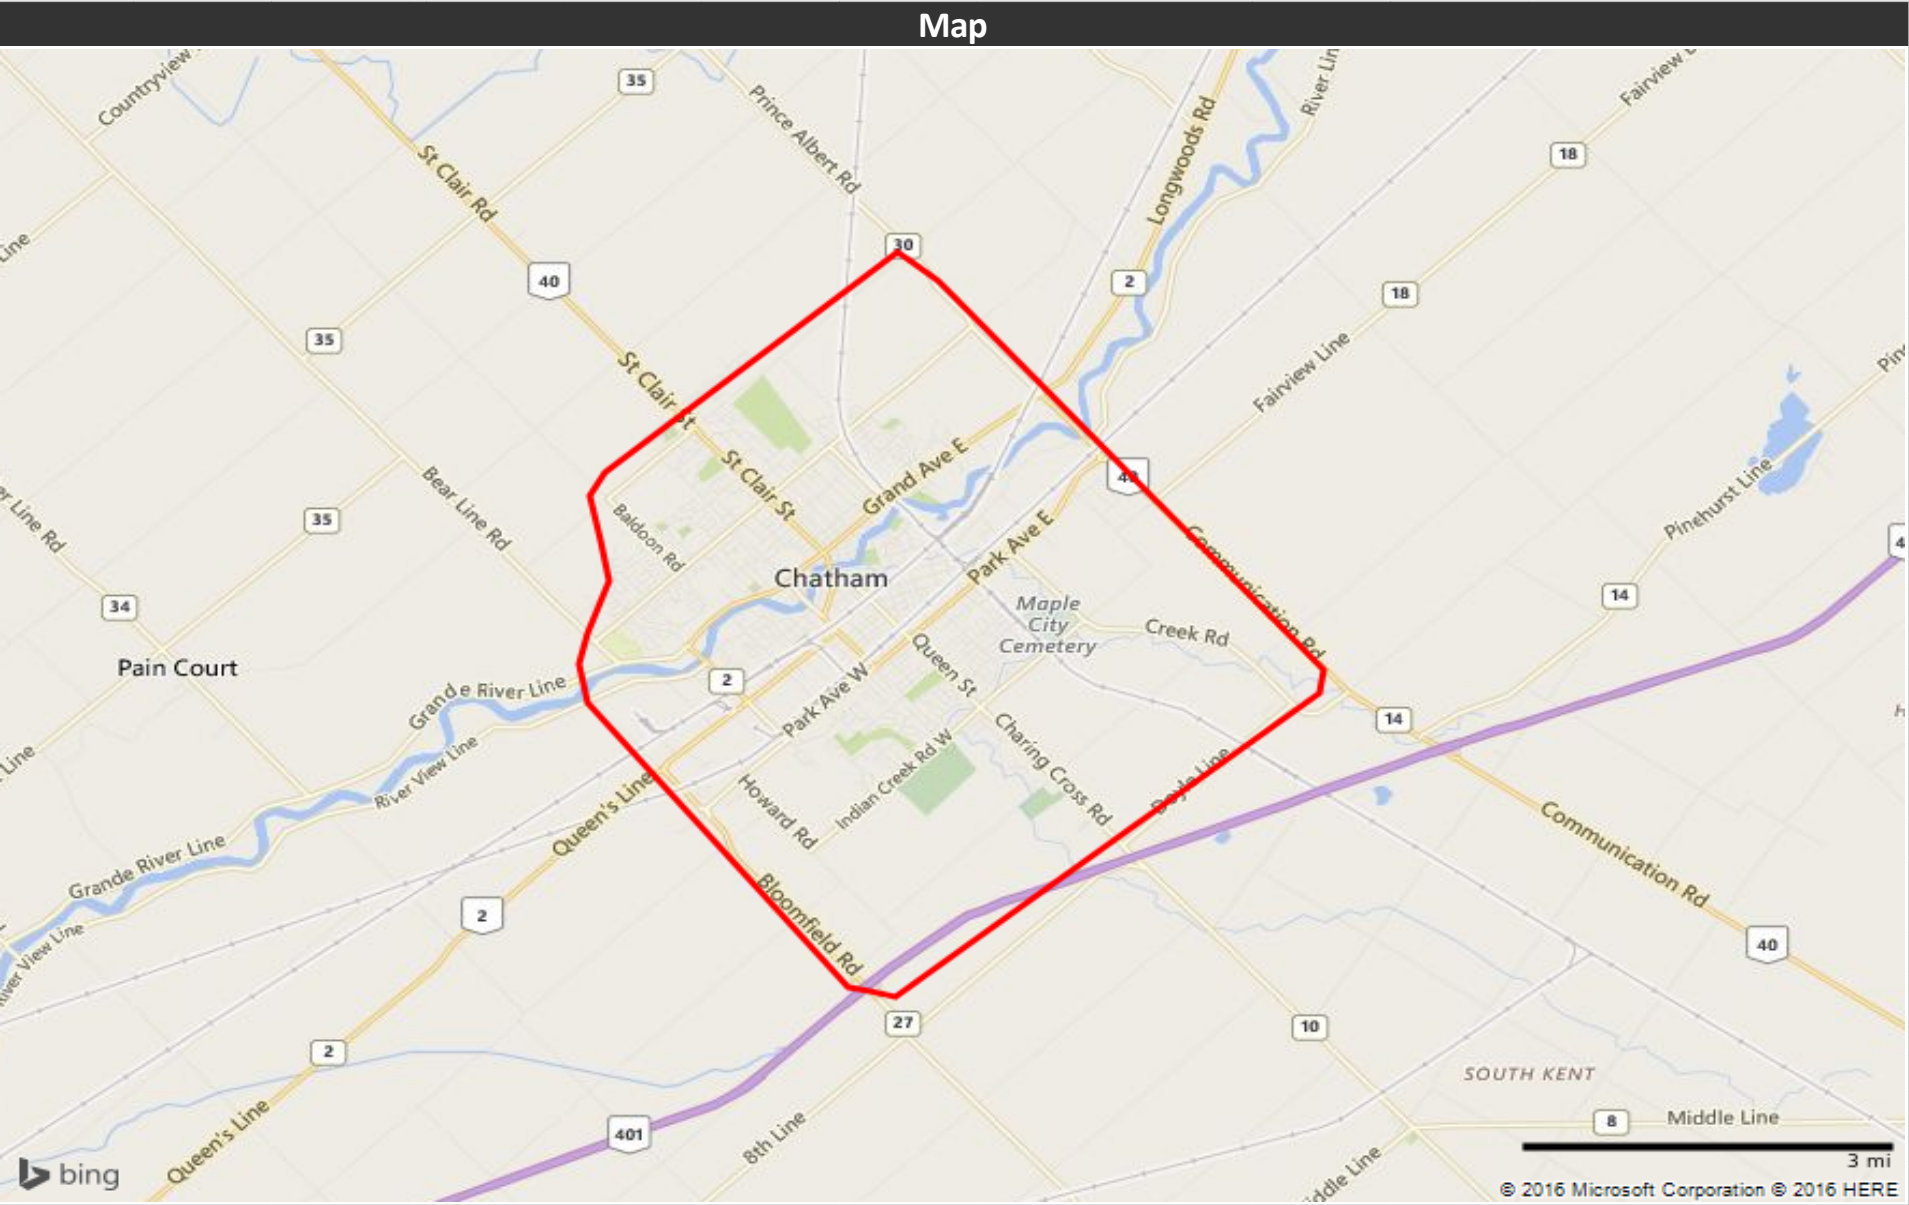 Map
Countryview
35
Prince Albert Rd
Longwoods Rd
River Lin
Fairview L
18
St Clair Rd
30
Line
40
2
18
35
St Clair St
Fairview Line
Pin
St Clair St
Grand Ave E
Bear Line Rd
Pinehurst Line
er Line Rd
35
Baldoon Rd
Park Ave E
Communication Rd
4
Chatham
34
Maple
City
Cemetery
Creek Rd
14
Pain Court
Queen St
2
Grande River Line
Park Ave W
14
H
River View Line
Line
Charing Cross Rd
Indian Creek Rd W
Howard Rd
Doyle Line
Queen's Line
Communication Rd
Grande River Line
Bloomfield Rd
2
40
River View Line
27
10
2
SOUTH KENT
Queen's Line
401
8th Line
8
Middle Line
iddle Line
bing
3 mi
© 2016 Microsoft Corporation © 2016 HERE